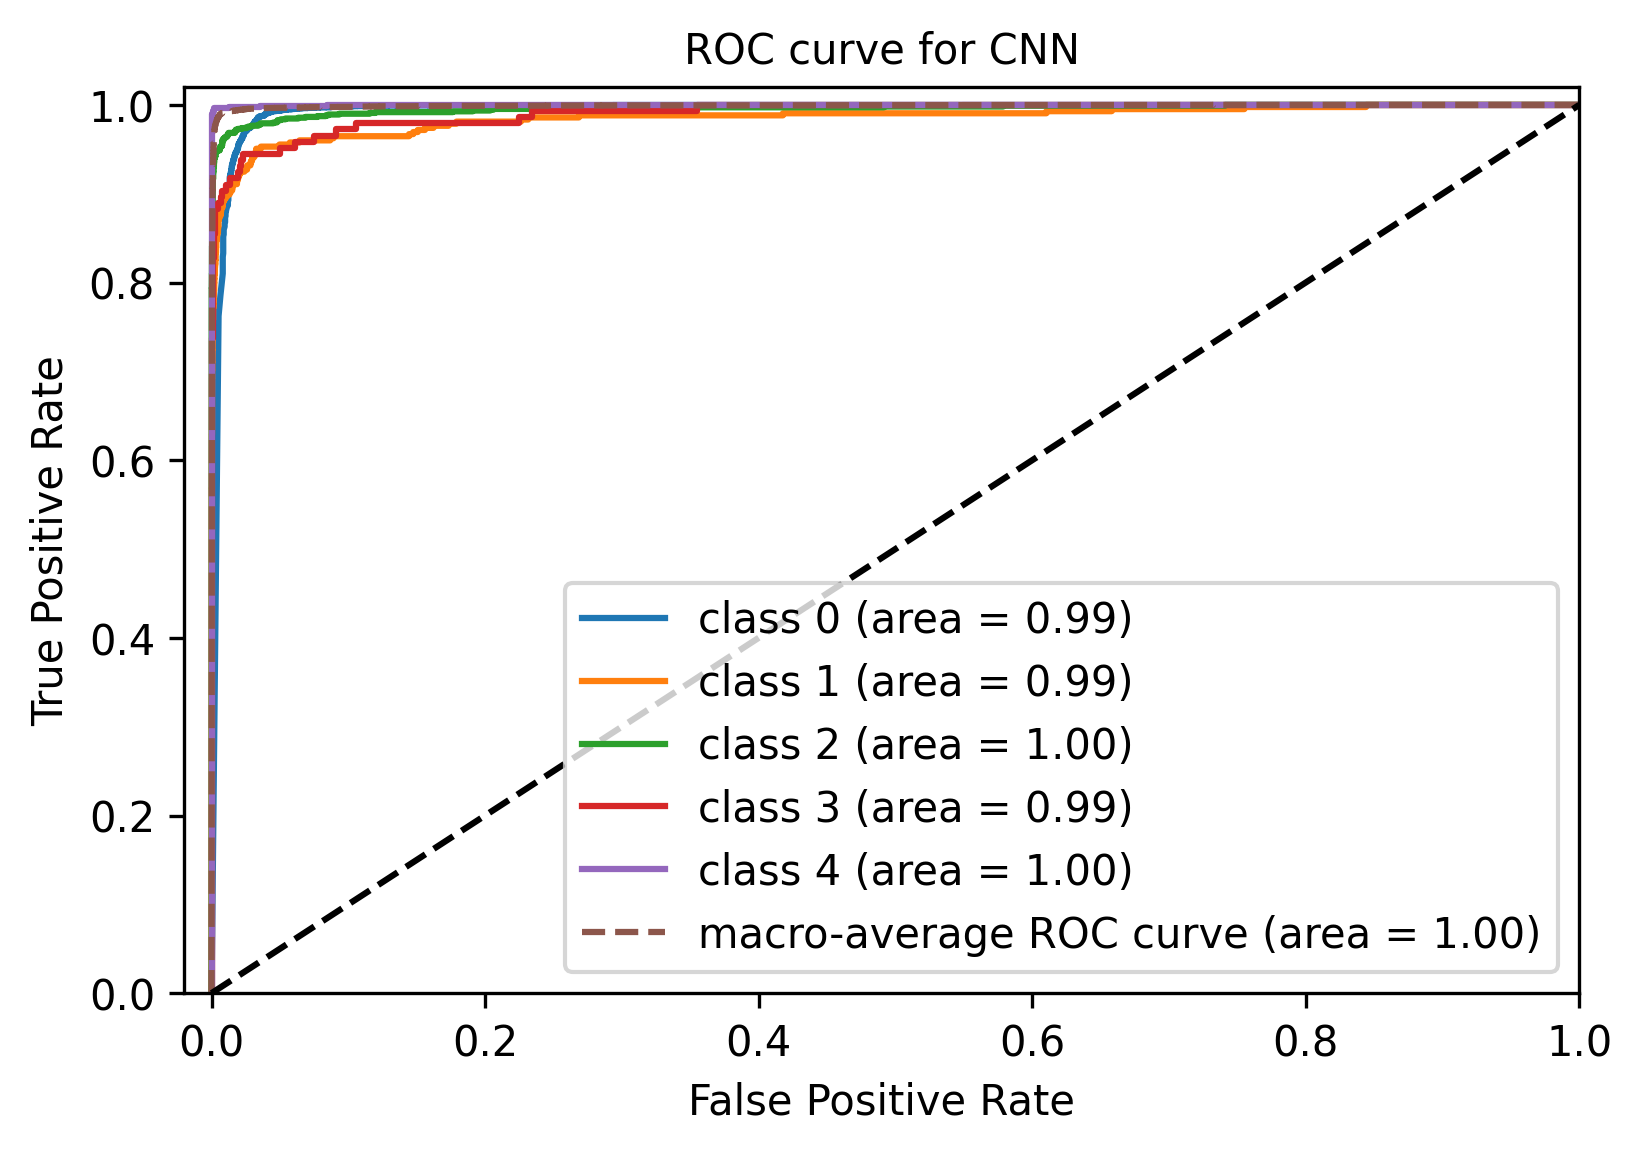 ROC curve for CNN
1.0
0.8
0.6
0.4
0.2
0.0
True Positive Rate
class 0 (area = 0.99)
class 1 (area = 0.99)
class 2 (area = 1.00)
class 3 (area = 0.99)
class 4 (area = 1.00)
macro-average ROC curve (area = 1.00)
0.0 0.2 0.4 0.6 0.8 1.0
False Positive Rate